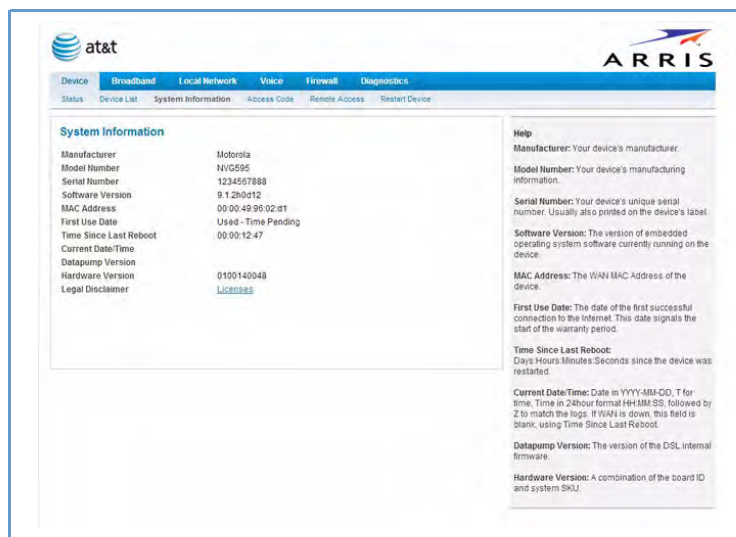 at&t
ARRIS
Device Broadband Local Network Voice Firewall Diagnostics
Status Device List System Information Access Code Remote Access Restart Device
System Information
Manufacturer Motorola
Model Number NVG595
Serial Number 1234567888
Software Version 9.1.2h0d12
MAC Address 00:00:49:96:02:d1
First Use Date Used - Time Pending
Time Since Last Reboot 00:00:12:47
Current Date/Time
Datapump Version
Hardware Version 0100140048
Legal Disclaimer Licenses
Help
Manufacturer: Your device's manufacturer.
Model Number: Your device's manufacturing
information.
Serial Number: Your device's unique serial
number. Usually also printed on the device's label.
Software Version: The version of embedded
operating system software currently running on the
device.
MAC Address: The WAN MAC Address of the
device.
First Use Date: The date of the first successful
connection to the Internet. This date signals the
start of the warranty period.
Time Since Last Reboot:
Days:Hours:Minutes:Seconds since the device was
restarted.
Current Date/Time: Date in YYYY-MM-DD, T for
time, Time in 24hour format HH:MM:SS, followed by
Z to match the logs. If WAN is down, this field is
blank, using Time Since Last Reboot.
Datapump Version: The version of the DSL internal
firmware.
Hardware Version: A combination of the board ID
and system SKU.